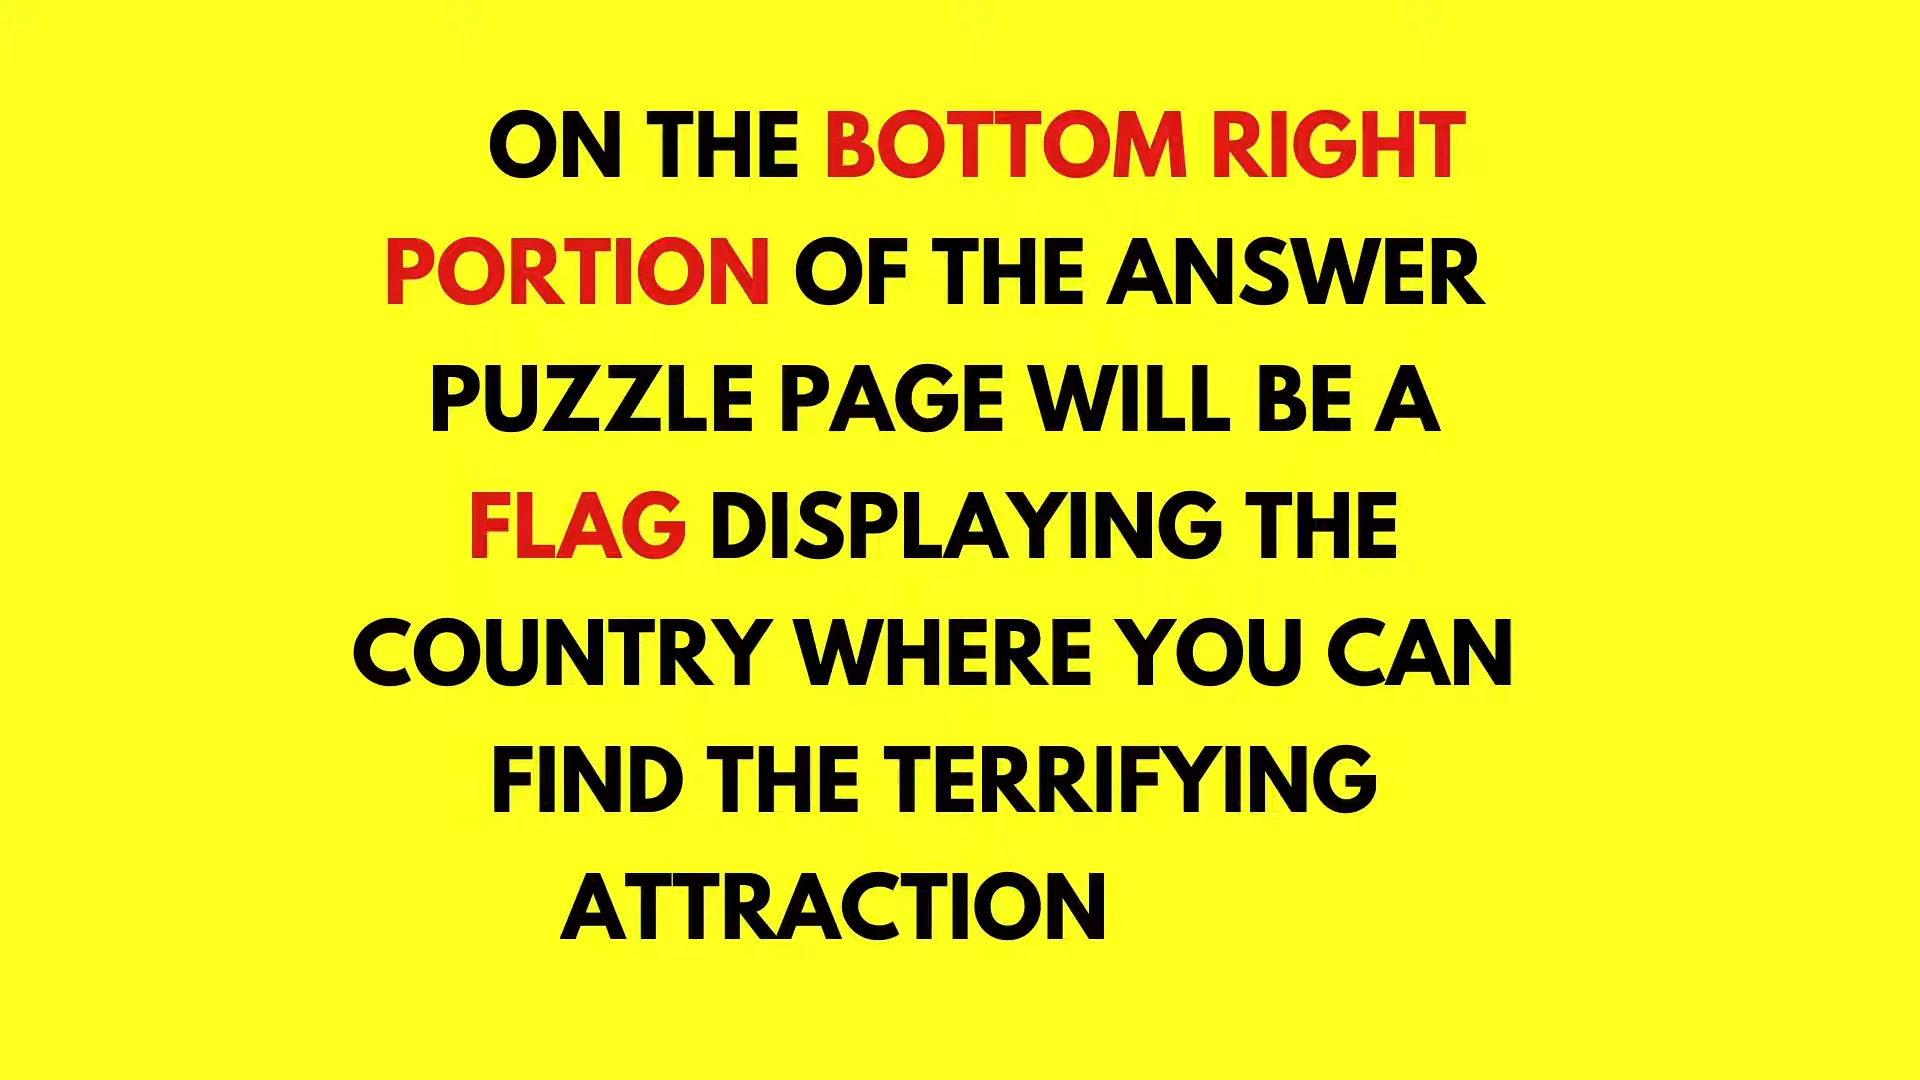 ON THE BOTTOM RIGHT
PORTION OF THE ANSWER
PUZZLE PAGE WILL BE A
FLAG DISPLAYING THE
COUNTRY WHERE YOU CAN
FIND THE TERRIFYING
ATTRACTION